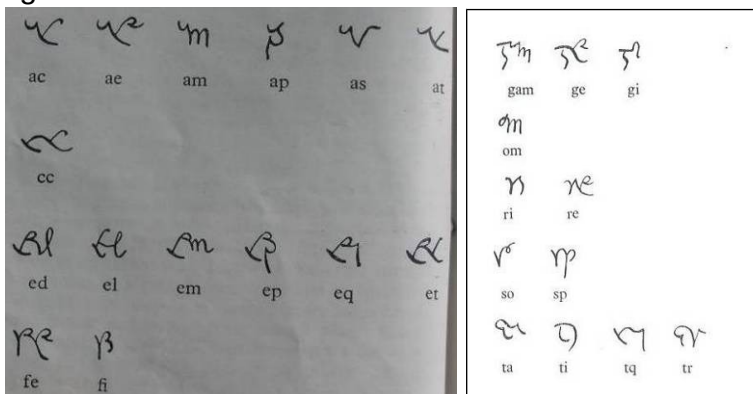 ac ae am ap as at
cc
ed el em ep eq et
fe fi
gam ge gi
om
ri re
so sp
ta ti tq tr